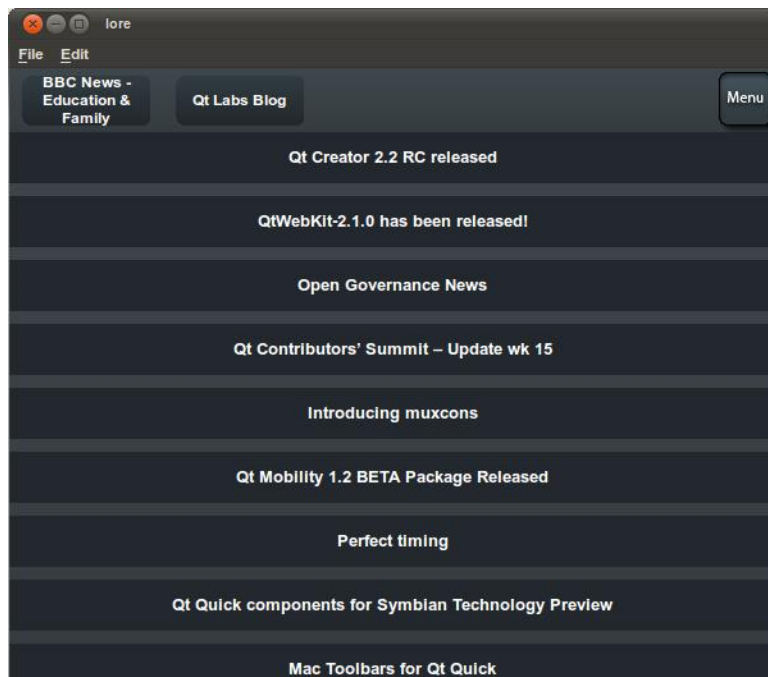 lore
File Edit
BBC News -
Education &
Family
Qt Labs Blog
Menu
Qt Creator 2.2 RC released
QtWebKit-2.1.0 has been released!
Open Governance News
Qt Contributors’ Summit – Update wk 15
Introducing muxcons
Qt Mobility 1.2 BETA Package Released
Perfect timing
Qt Quick components for Symbian Technology Preview
Mac Toolbars for Qt Quick